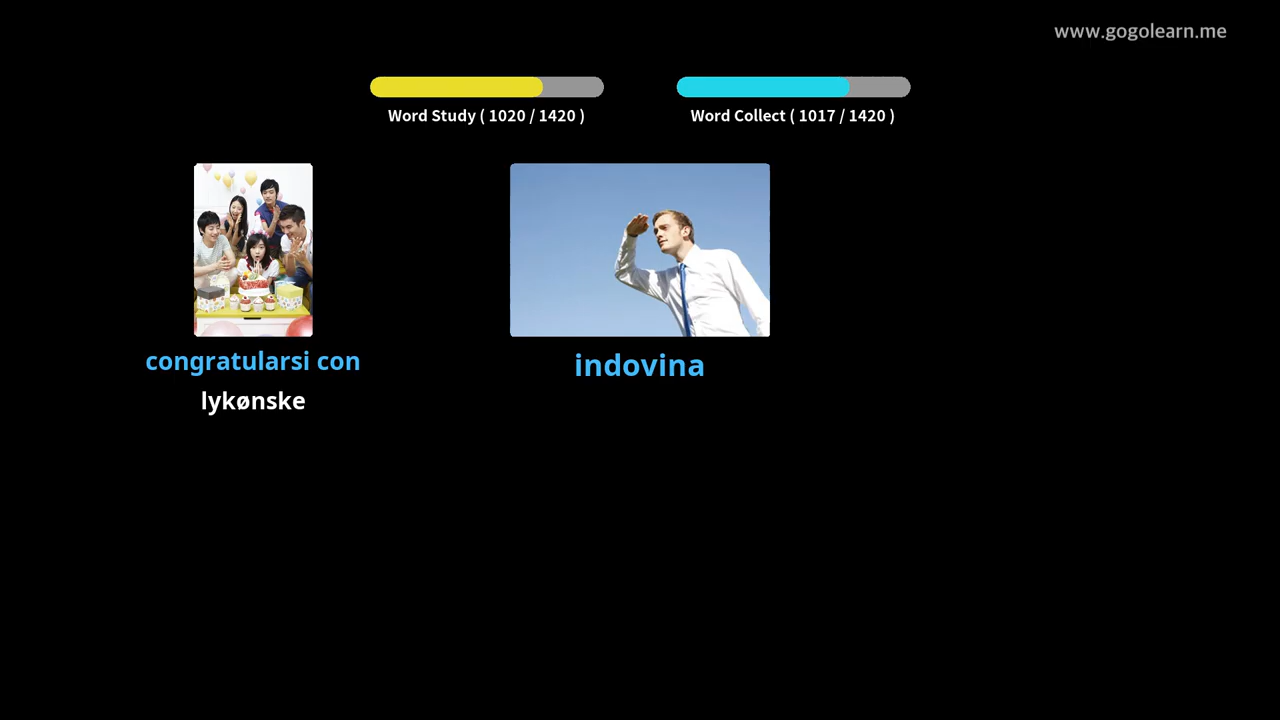 www.gogolearn.me
Word Study ( 1020 / 1420 )
Word Collect ( 1017 / 1420 )
congratularsi con
lykønske
indovina